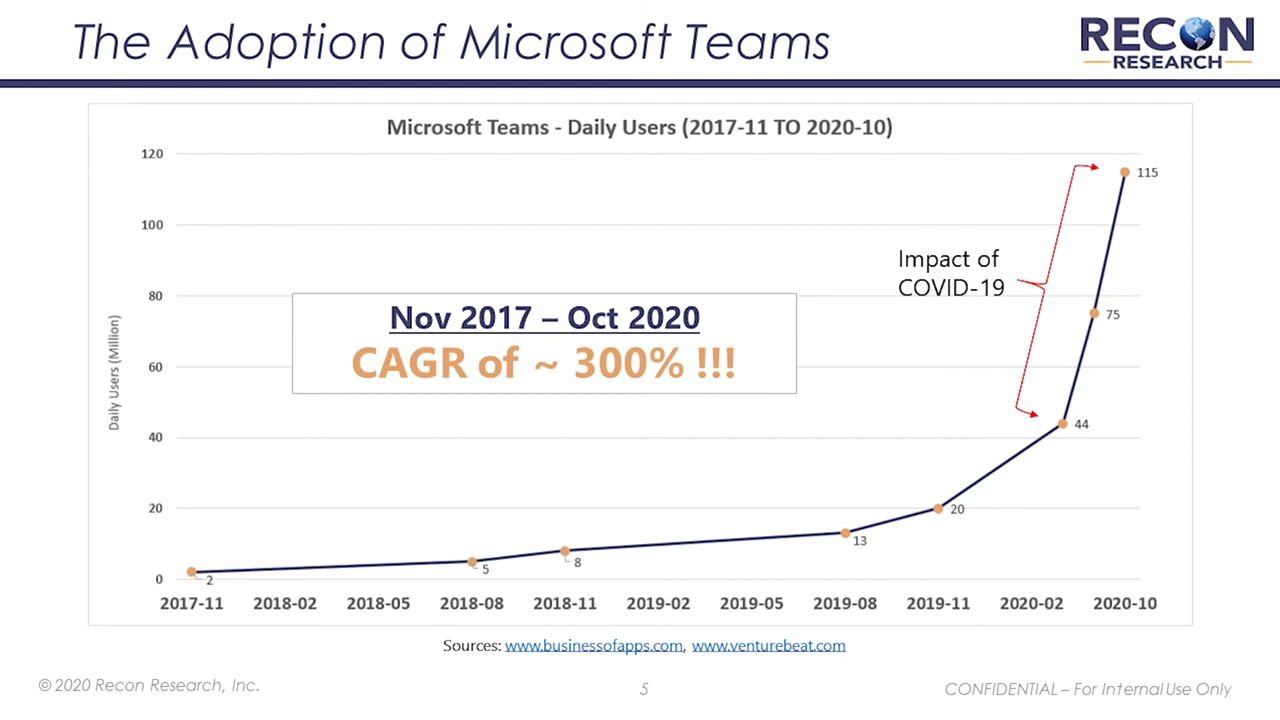 The Adoption of Microsoft Teams
RECON
RESEARCH
Microsoft Teams - Daily Users (2017-11 TO 2020-10)
120
100
80
60
40
20
0
Daily Users (Million)
Nov 2017 – Oct 2020
CAGR of ~ 300% !!!
Impact of
COVID-19
2
5
8
13
20
44
75
115
2017-11 2018-02 2018-05 2018-08 2018-11 2019-02 2019-05 2019-08 2019-11 2020-02 2020-10
Sources: www.businessofapps.com, www.venturebeat.com
© 2020 Recon Research, Inc.
5
CONFIDENTIAL – For Internal Use Only